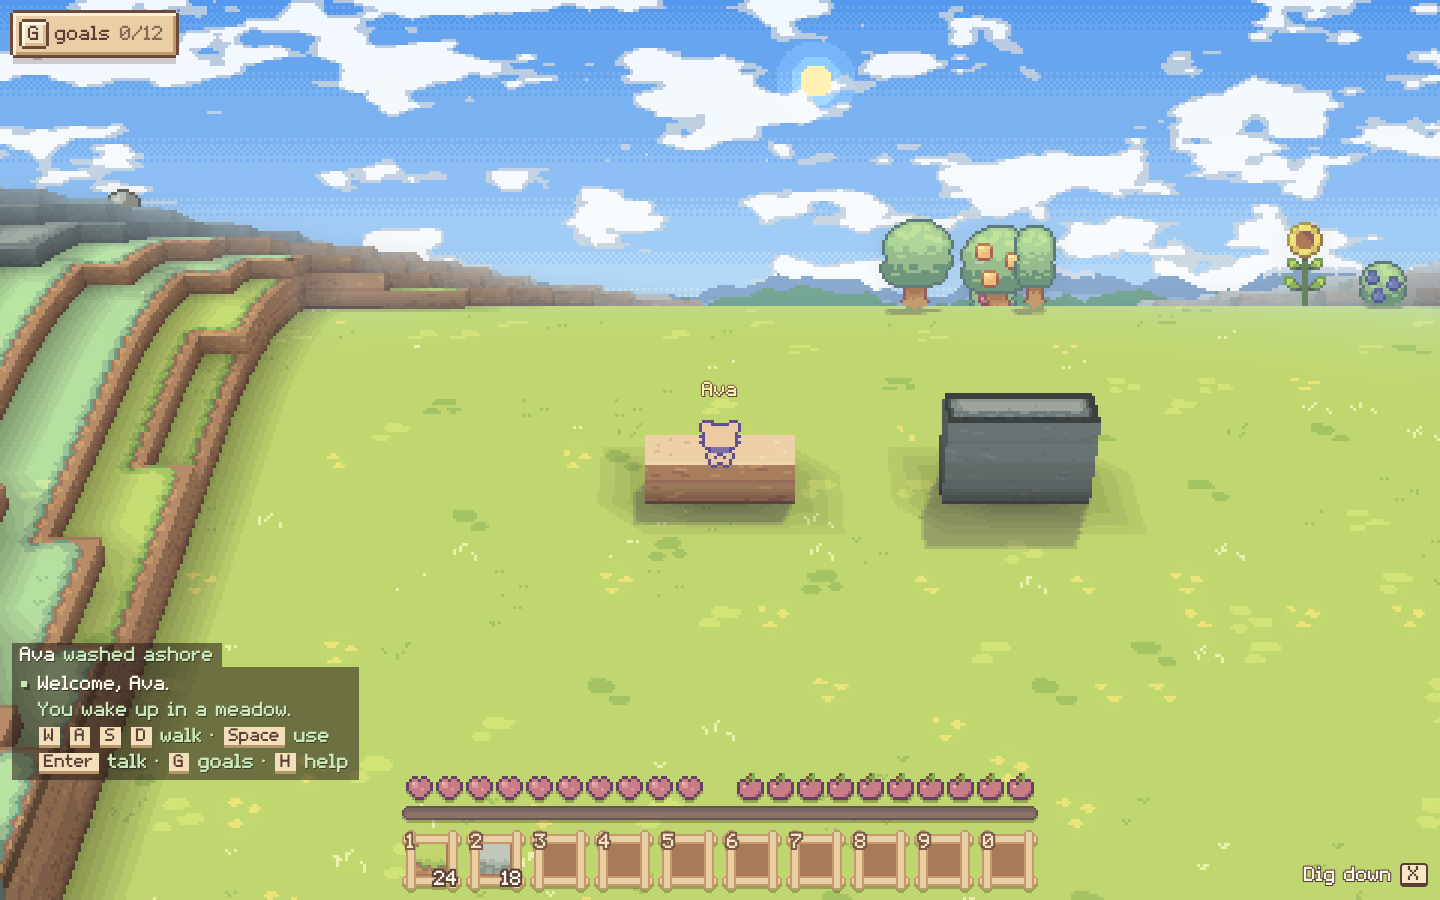 G goals 0/12
Ava
Ava washed ashore
Welcome, Ava.
You wake up in a meadow.
W A S D walk · Space use
Enter talk · G goals · H help
1 2 3 4 5 6 7 8 9 0
24 18
Dig down X